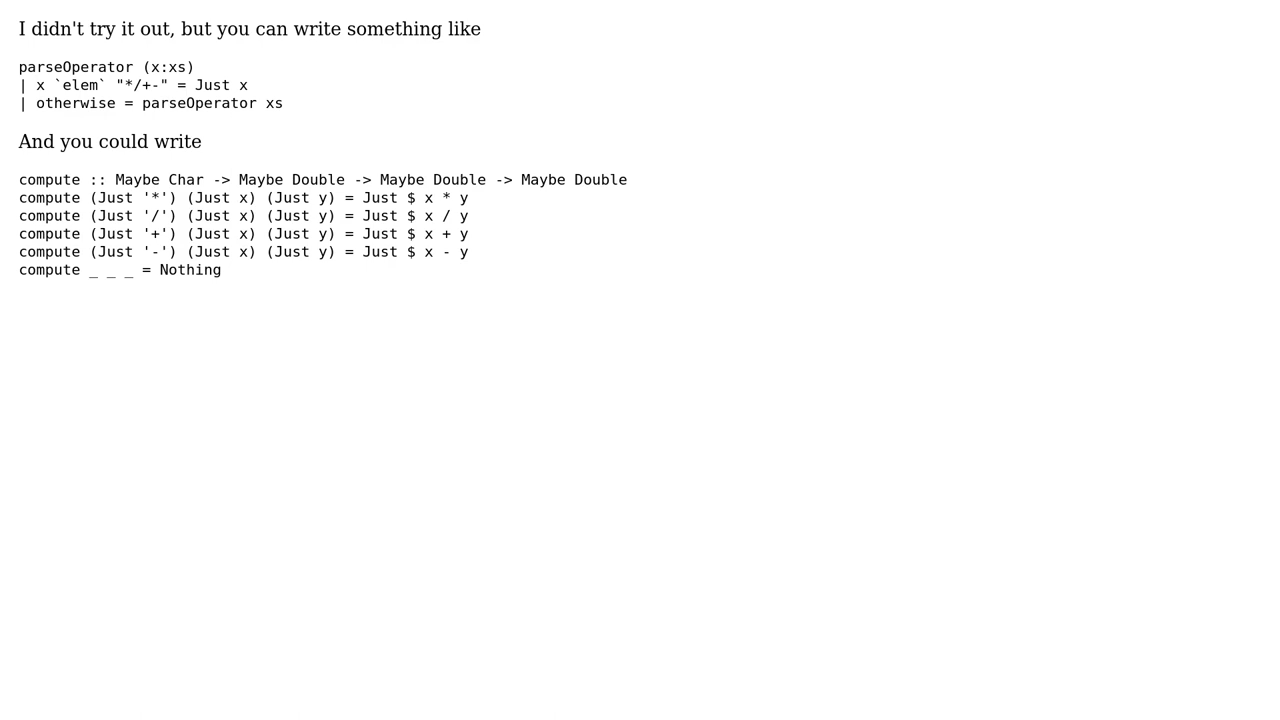 I didn't try it out, but you can write something like
parseOperator (x:xs)
| x `elem` "*/+-" = Just x
| otherwise = parseOperator xs
And you could write
compute :: Maybe Char -> Maybe Double -> Maybe Double -> Maybe Double
compute (Just '*') (Just x) (Just y) = Just $ x * y
compute (Just '/') (Just x) (Just y) = Just $ x / y
compute (Just '+') (Just x) (Just y) = Just $ x + y
compute (Just '-') (Just x) (Just y) = Just $ x - y
compute _ _ _ = Nothing